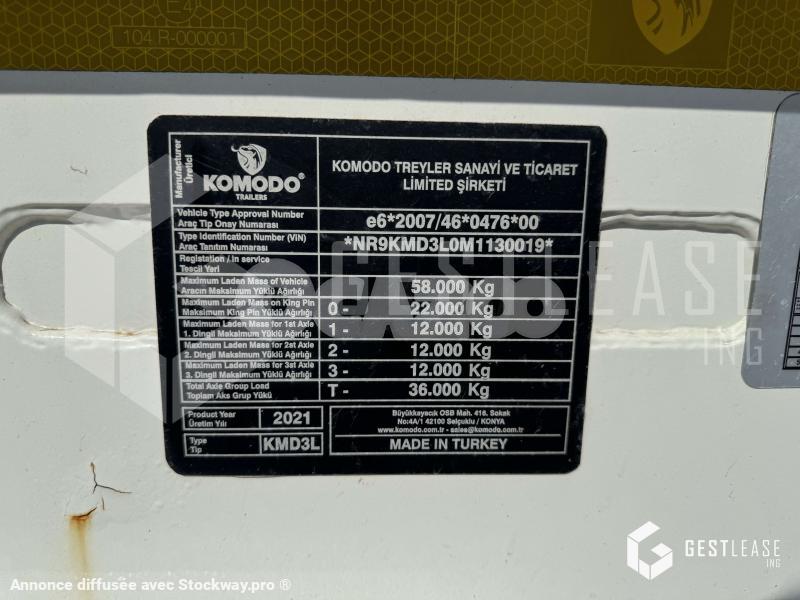 E4
104 R-000001
Manufacturer
Üretici
KOMODO®
TRAILERS
KOMODO TREYLER SANAYİ VE TİCARET
LİMİTED ŞİRKETİ
Vehicle Type Approval Number
Araç Tip Onay Numarası
e6*2007/46*0476*00
Type Identification Number (VIN)
Araç Tanıtım Numarası
*NR9KMD3L0M1130019*
Registation / in service
Tescil Yeri
Maximum Laden Mass of Vehicle
Aracın Maksimum Yüklü Ağırlığı
58.000 Kg
Maximum Laden Mass on King Pin
Maksimum King Pin Yüklü Ağırlığı
0- 22.000 Kg
Maximum Laden Mass for 1st Axle
1. Dingil Maksimum Yüklü Ağırlığı
1 - 12.000 Kg
Maximum Laden Mass for 2st Axle
2. Dingil Maksimum Yüklü Ağırlığı
2 - 12.000 Kg
Maximum Laden Mass for 3st Axle
3. Dingil Maksimum Yüklü Ağırlığı
3 - 12.000 Kg
Total Axle Group Load
Toplam Aks Grup Yükü
T - 36.000 Kg
Product Year
Üretim Yılı
2021
Type
Tip
KMD3L
Büyükkayacık OSB Mah. 416. Sokak
No:4A/1 42100 Selçuklu / KONYA
www.komodo.com.tr - sales@komodo.com.tr
MADE IN TURKEY
GESTLEASE
ING
GESTLEASE
ING
Annonce diffusée avec Stockway.pro ®